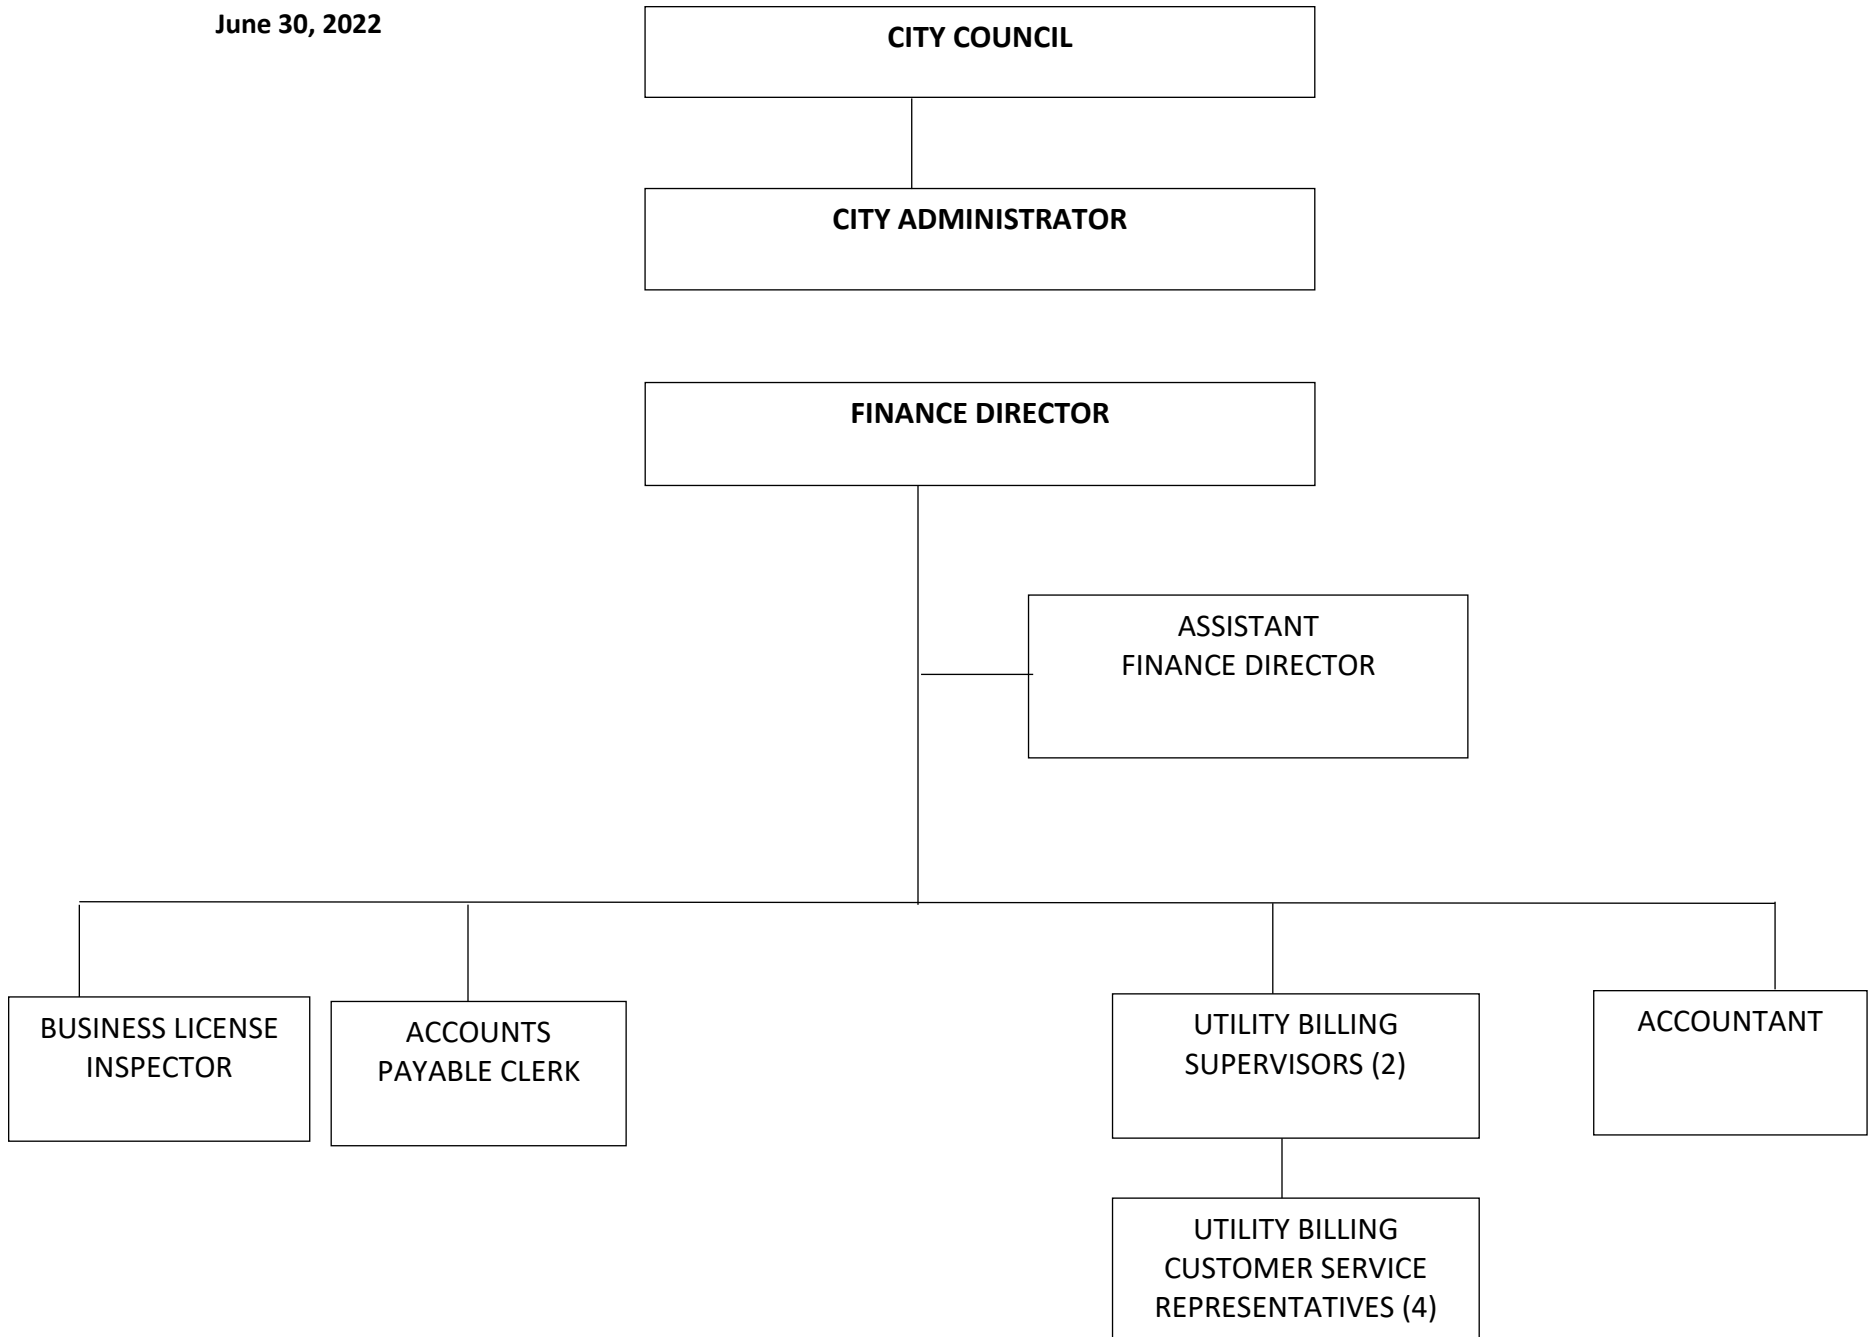 June 30, 2022
CITY COUNCIL
CITY ADMINISTRATOR
FINANCE DIRECTOR
ASSISTANT
FINANCE DIRECTOR
BUSINESS LICENSE
INSPECTOR
ACCOUNTS
PAYABLE CLERK
UTILITY BILLING
SUPERVISORS (2)
ACCOUNTANT
UTILITY BILLING
CUSTOMER SERVICE
REPRESENTATIVES (4)